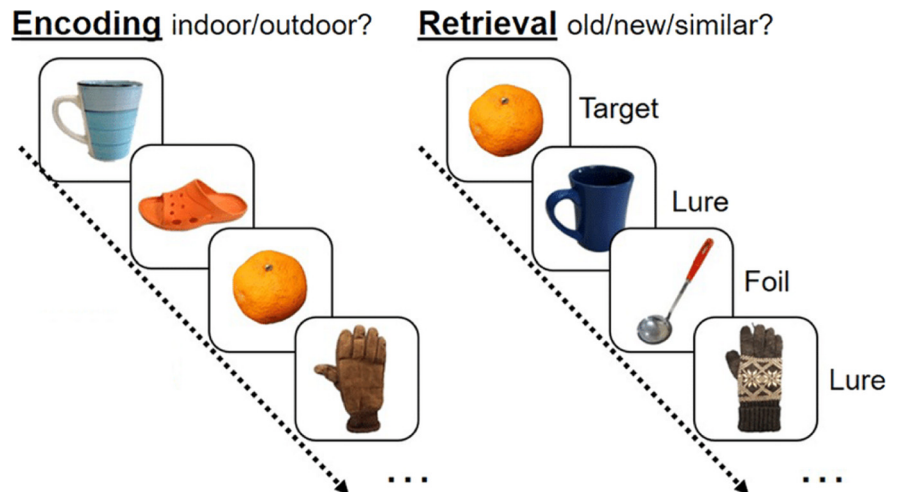 Encoding indoor/outdoor?
Retrieval old/new/similar?
Target
Lure
Foil
Lure
...
...